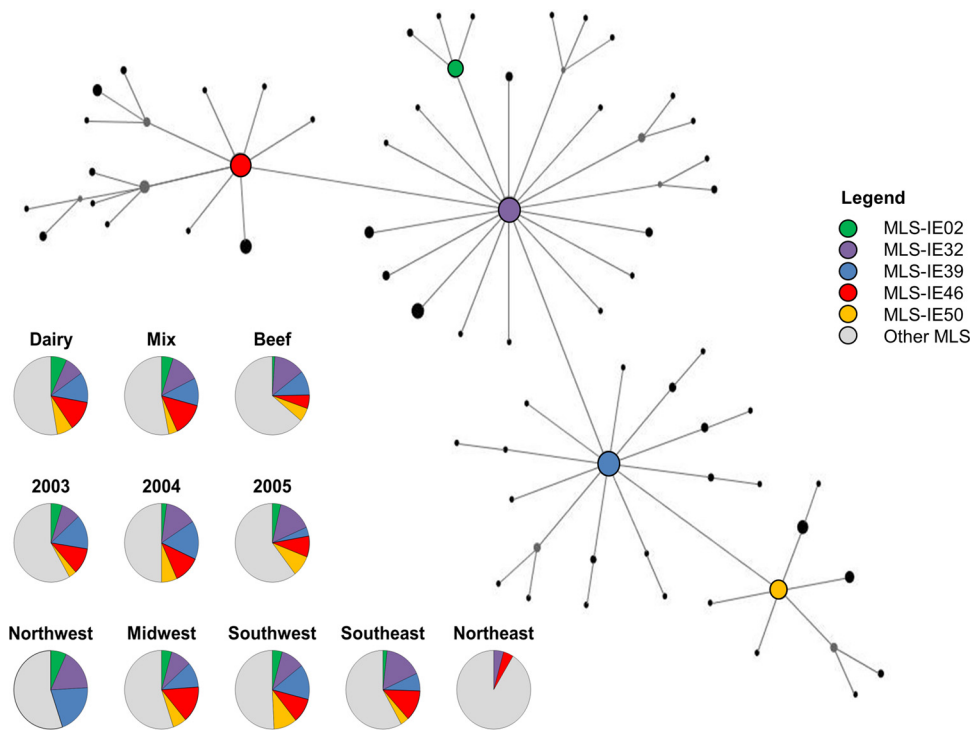 Legend
MLS-IE02
MLS-IE32
MLS-IE39
MLS-IE46
MLS-IE50
Other MLS
Dairy Mix Beef
2003 2004 2005
Northwest Midwest Southwest Southeast Northeast